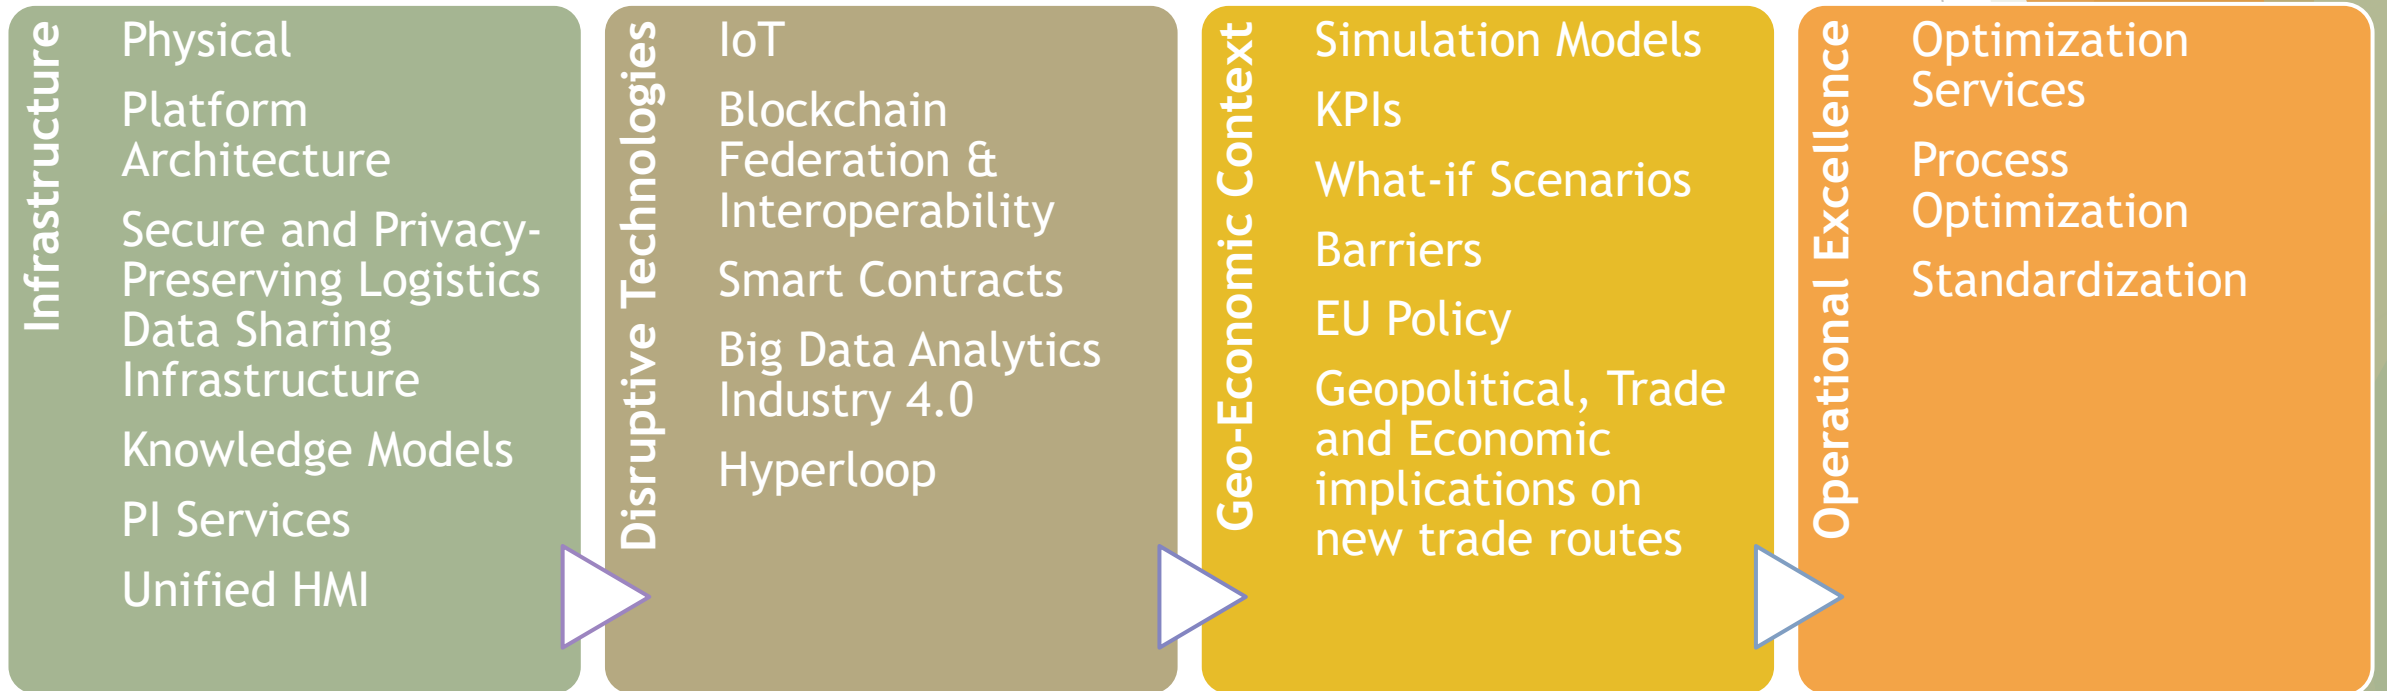 Infrastructure
Physical
Platform
Architecture
Secure and Privacy-
Preserving Logistics
Data Sharing
Infrastructure
Knowledge Models
PI Services
Unified HMI
Disruptive Technologies
IoT
Blockchain
Federation &
Interoperability
Smart Contracts
Big Data Analytics
Industry 4.0
Hyperloop
Geo-Economic Context
Simulation Models
KPIs
What-if Scenarios
Barriers
EU Policy
Geopolitical, Trade
and Economic
implications on
new trade routes
Operational Excellence
Optimization
Services
Process
Optimization
Standardization